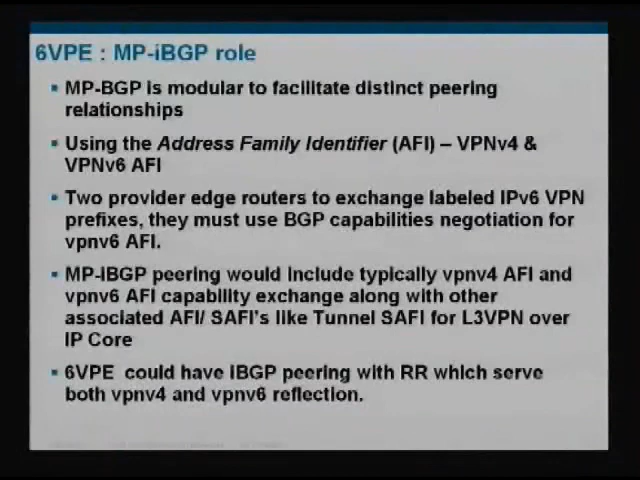 6VPE : MP-iBGP role
MP-BGP is modular to facilitate distinct peering
relationships
Using the Address Family Identifier (AFI) – VPNv4 &
VPNv6 AFI
Two provider edge routers to exchange labeled IPv6 VPN
prefixes, they must use BGP capabilities negotiation for
vpnv6 AFI.
MP-iBGP peering would include typically vpnv4 AFI and
vpnv6 AFI capability exchange along with other
associated AFI/ SAFI's like Tunnel SAFI for L3VPN over
IP Core
6VPE could have iBGP peering with RR which serve
both vpnv4 and vpnv6 reflection.